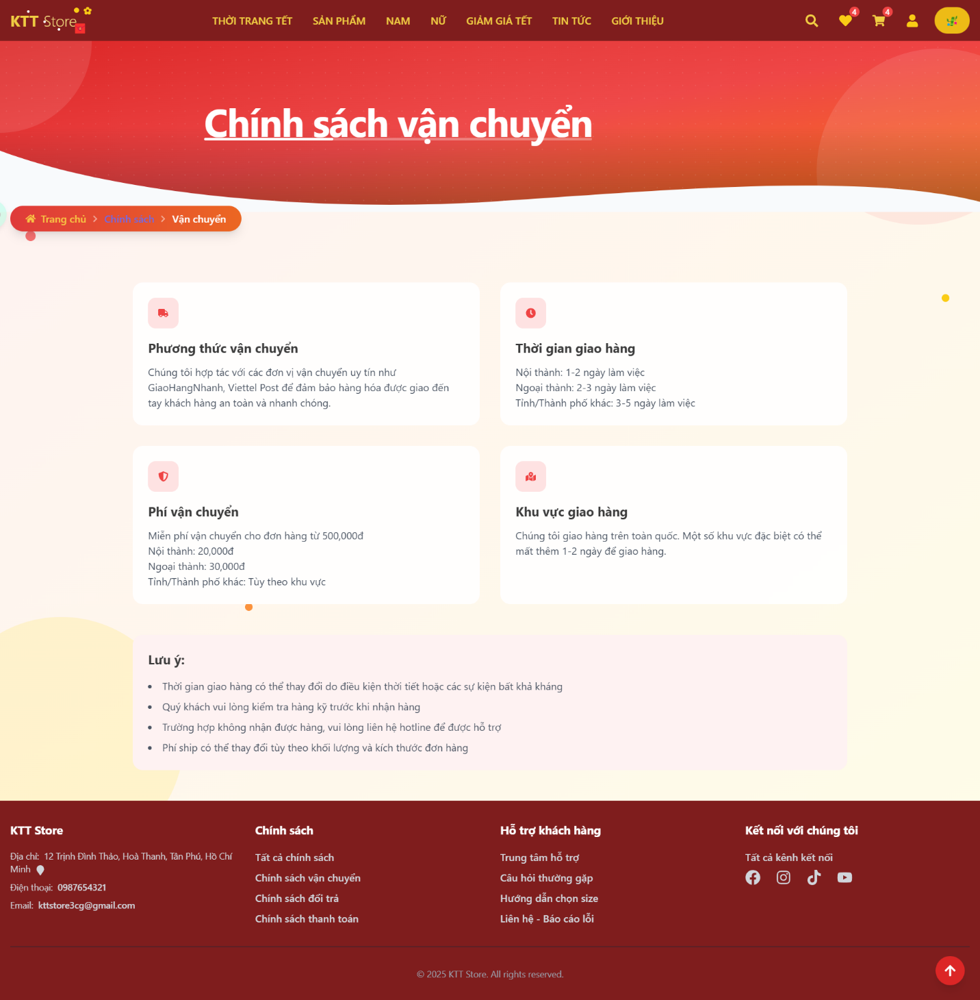 KTT Store
THỜI TRANG TẾT
SẢN PHẨM
NAM
NỮ
GIẢM GIÁ TẾT
TIN TỨC
GIỚI THIỆU
4
4
Chính sách vận chuyển
Trang chủ
Chính sách
Vận chuyển
Phương thức vận chuyển
Chúng tôi hợp tác với các đơn vị vận chuyển uy tín như
GiaoHangNhanh, Viettel Post để đảm bảo hàng hóa được giao đến
tay khách hàng an toàn và nhanh chóng.
Thời gian giao hàng
Nội thành: 1-2 ngày làm việc
Ngoại thành: 2-3 ngày làm việc
Tỉnh/Thành phố khác: 3-5 ngày làm việc
Phí vận chuyển
Miễn phí vận chuyển cho đơn hàng từ 500,000đ
Nội thành: 20,000đ
Ngoại thành: 30,000đ
Tỉnh/Thành phố khác: Tùy theo khu vực
Khu vực giao hàng
Chúng tôi giao hàng trên toàn quốc. Một số khu vực đặc biệt có thể
mất thêm 1-2 ngày để giao hàng.
Lưu ý:
Thời gian giao hàng có thể thay đổi do điều kiện thời tiết hoặc các sự kiện bất khả kháng
Quý khách vui lòng kiểm tra hàng kỹ trước khi nhận hàng
Trường hợp không nhận được hàng, vui lòng liên hệ hotline để được hỗ trợ
Phí ship có thể thay đổi tùy theo khối lượng và kích thước đơn hàng
KTT Store
Địa chỉ: 12 Trịnh Đình Thảo, Hoà Thanh, Tân Phú, Hồ Chí
Minh
Điện thoại: 0987654321
Email: kttstore3cg@gmail.com
Chính sách
Tất cả chính sách
Chính sách vận chuyển
Chính sách đổi trả
Chính sách thanh toán
Hỗ trợ khách hàng
Trung tâm hỗ trợ
Câu hỏi thường gặp
Hướng dẫn chọn size
Liên hệ - Báo cáo lỗi
Kết nối với chúng tôi
Tất cả kênh kết nối
© 2025 KTT Store. All rights reserved.